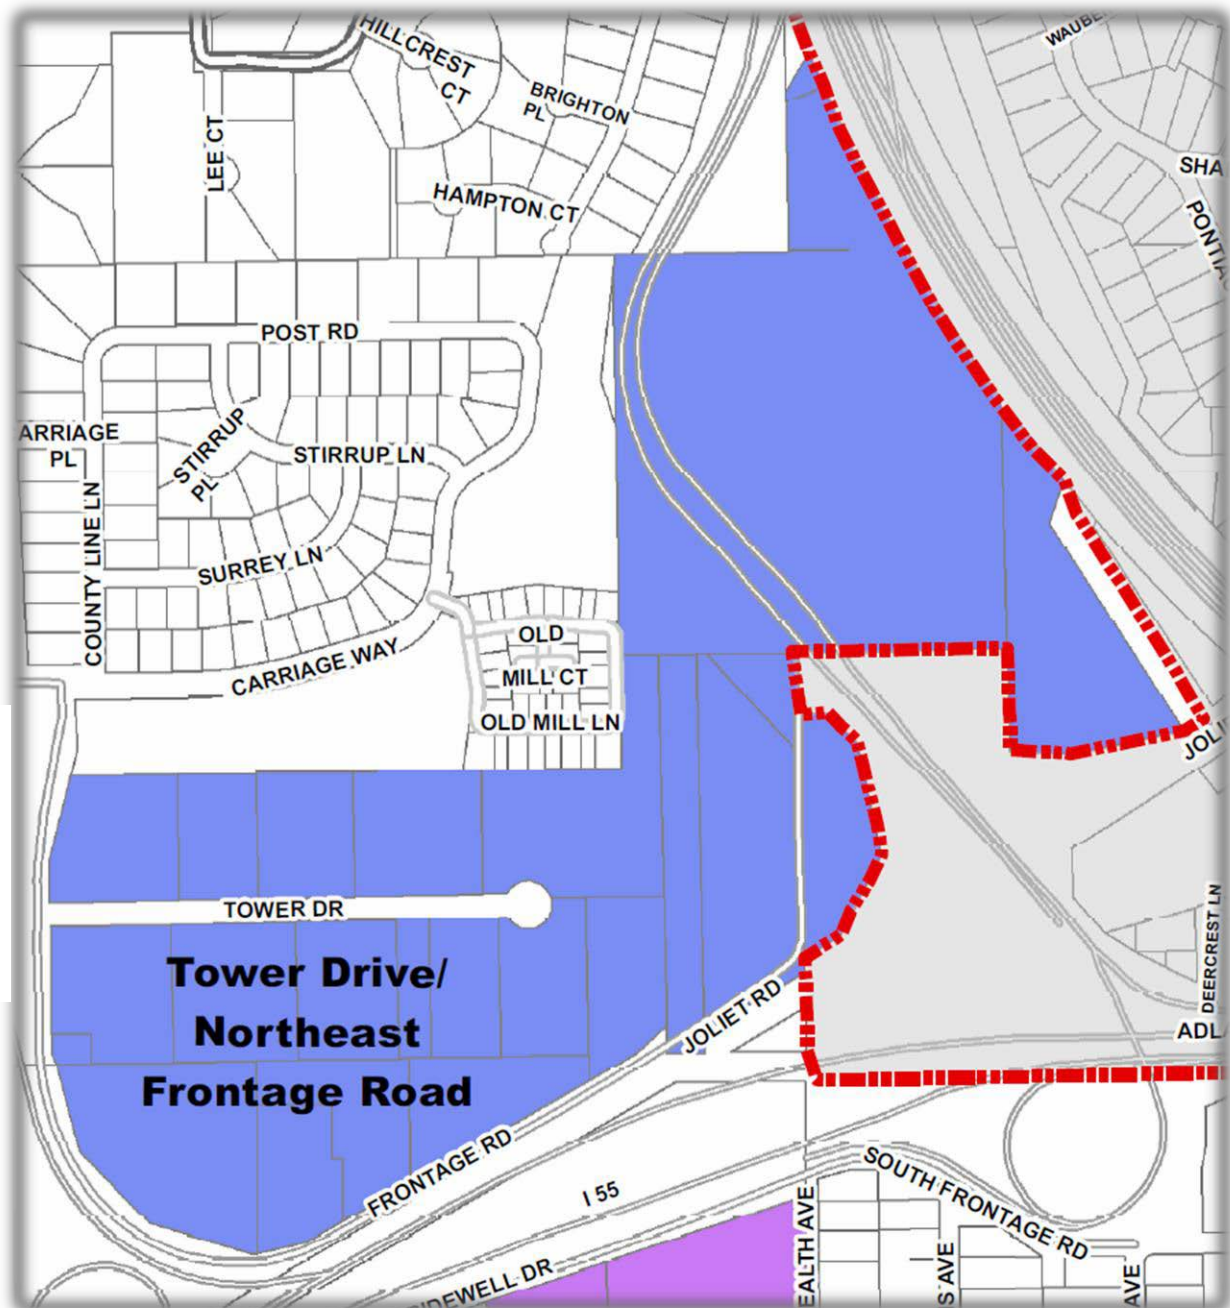 HILLCREST
CT
WAUBE
BRIGHTON
PL
LEE CT
SHA
HAMPTON CT
PONTIA
POST RD
ARRIAGE
PL
STIRRUP
PL
STIRRUP LN
COUNTY LINE LN
SURREY LN
OLD
MILL CT
CARRIAGE WAY
OLD MILL LN
JOLI
TOWER DR
DEERCREST LN
Tower Drive/
Northeast
Frontage Road
JOLIET RD
ADL
FRONTAGE RD
I 55
SOUTH FRONTAGE RD
EALTH AVE
S AVE
AVE
DEWELL DR